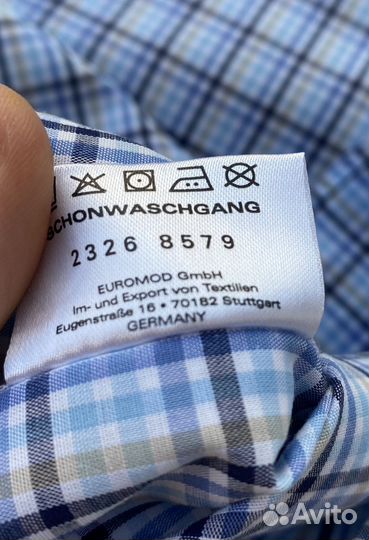 SCHONWASCHGANG
2326 8579
EUROMOD GmbH
Im- und Export von Textilien
Eugenstraße 16 • 70182 Stuttgart
GERMANY
Avito